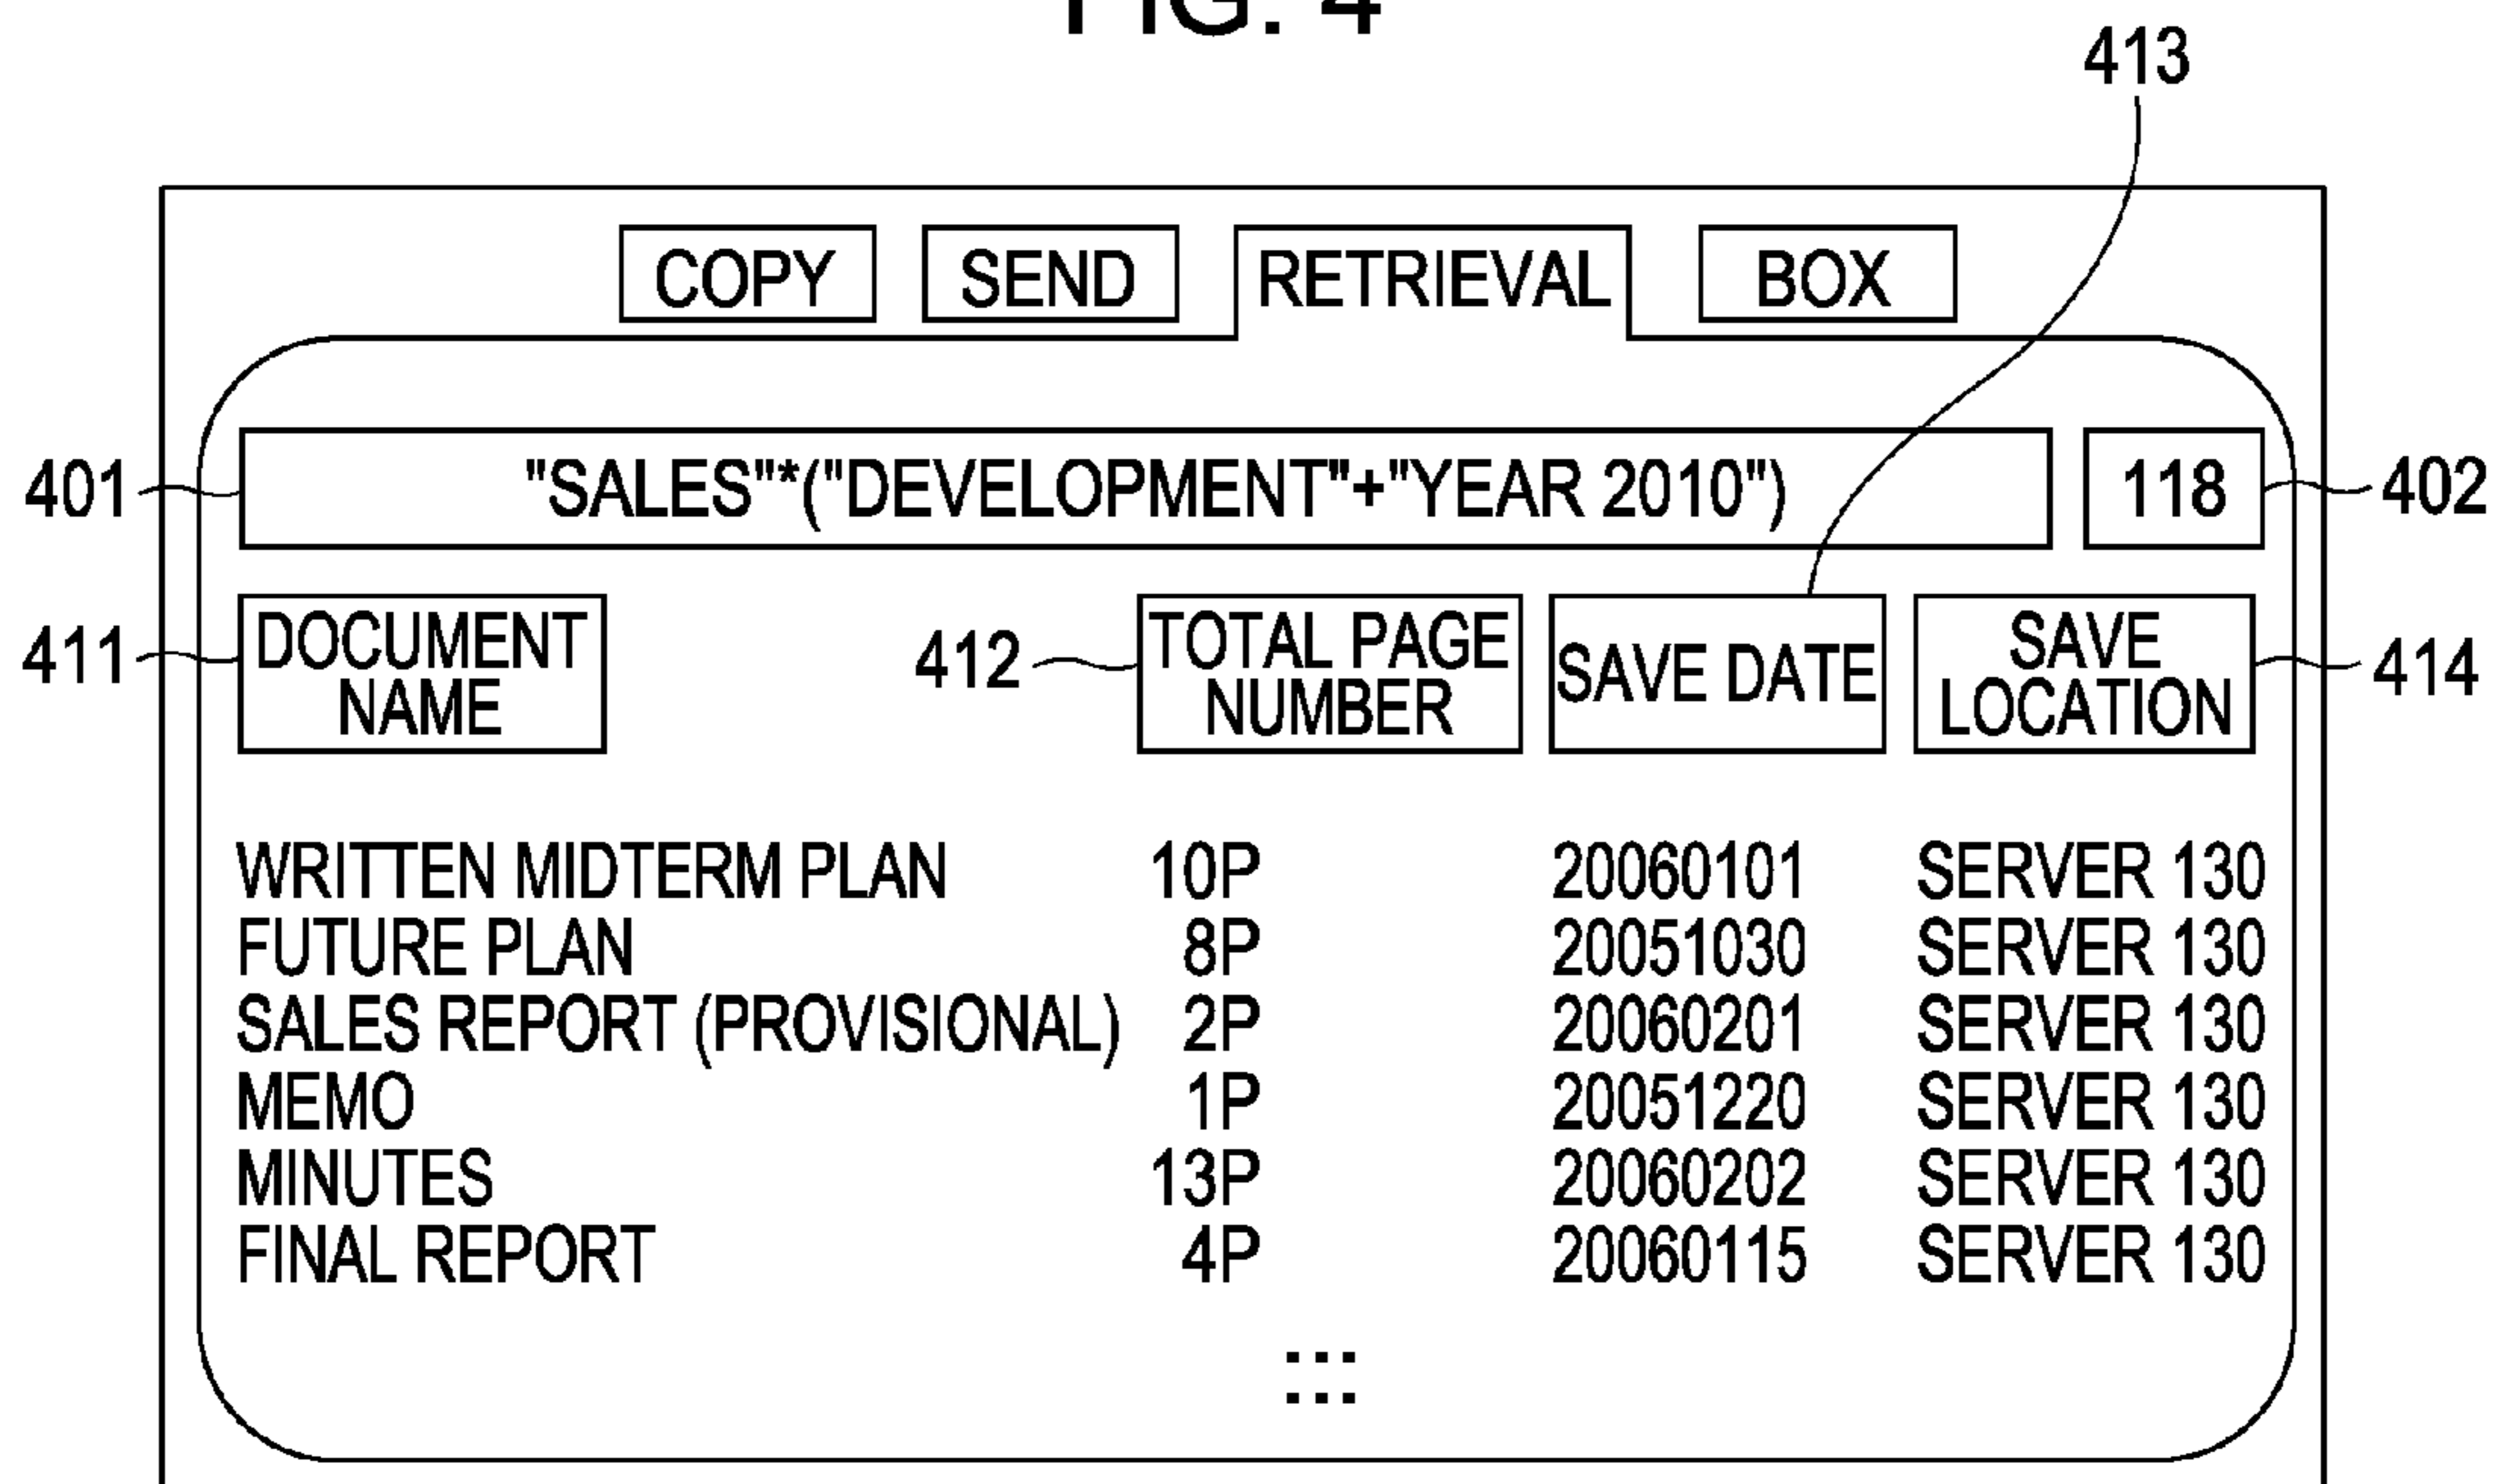 FIG. 4
413
COPY SEND RETRIEVAL BOX
401 "SALES"*("DEVELOPMENT"+"YEAR 2010") 118 402
411 DOCUMENT NAME 412 TOTAL PAGE NUMBER SAVE DATE SAVE LOCATION 414
WRITTEN MIDTERM PLAN 10P 20060101 SERVER 130
FUTURE PLAN 8P 20051030 SERVER 130
SALES REPORT (PROVISIONAL) 2P 20060201 SERVER 130
MEMO 1P 20051220 SERVER 130
MINUTES 13P 20060202 SERVER 130
FINAL REPORT 4P 20060115 SERVER 130